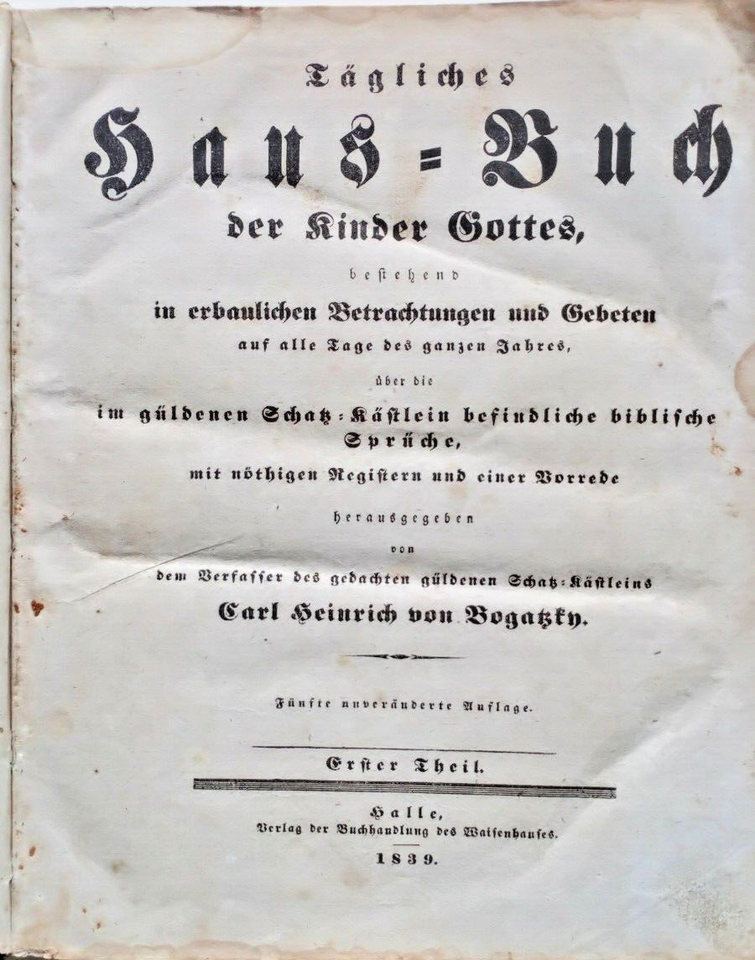 Tägliches
Haus=Buch
der Kinder Gottes,
bestehend
in erbaulichen Betrachtungen und Gebeten
auf alle Tage des ganzen Jahres,
über die
im güldenen Schatz=Kästlein befindliche biblische
Sprüche,
mit nöthigen Registern und einer Vorrede
herausgegeben
von
dem Verfasser des gedachten güldenen Schatz=Kästleins
Carl Heinrich von Bogatzky.
Fünfte unveränderte Auflage.
Erster Theil.
Halle,
Verlag der Buchhandlung des Waisenhauses.
1839.